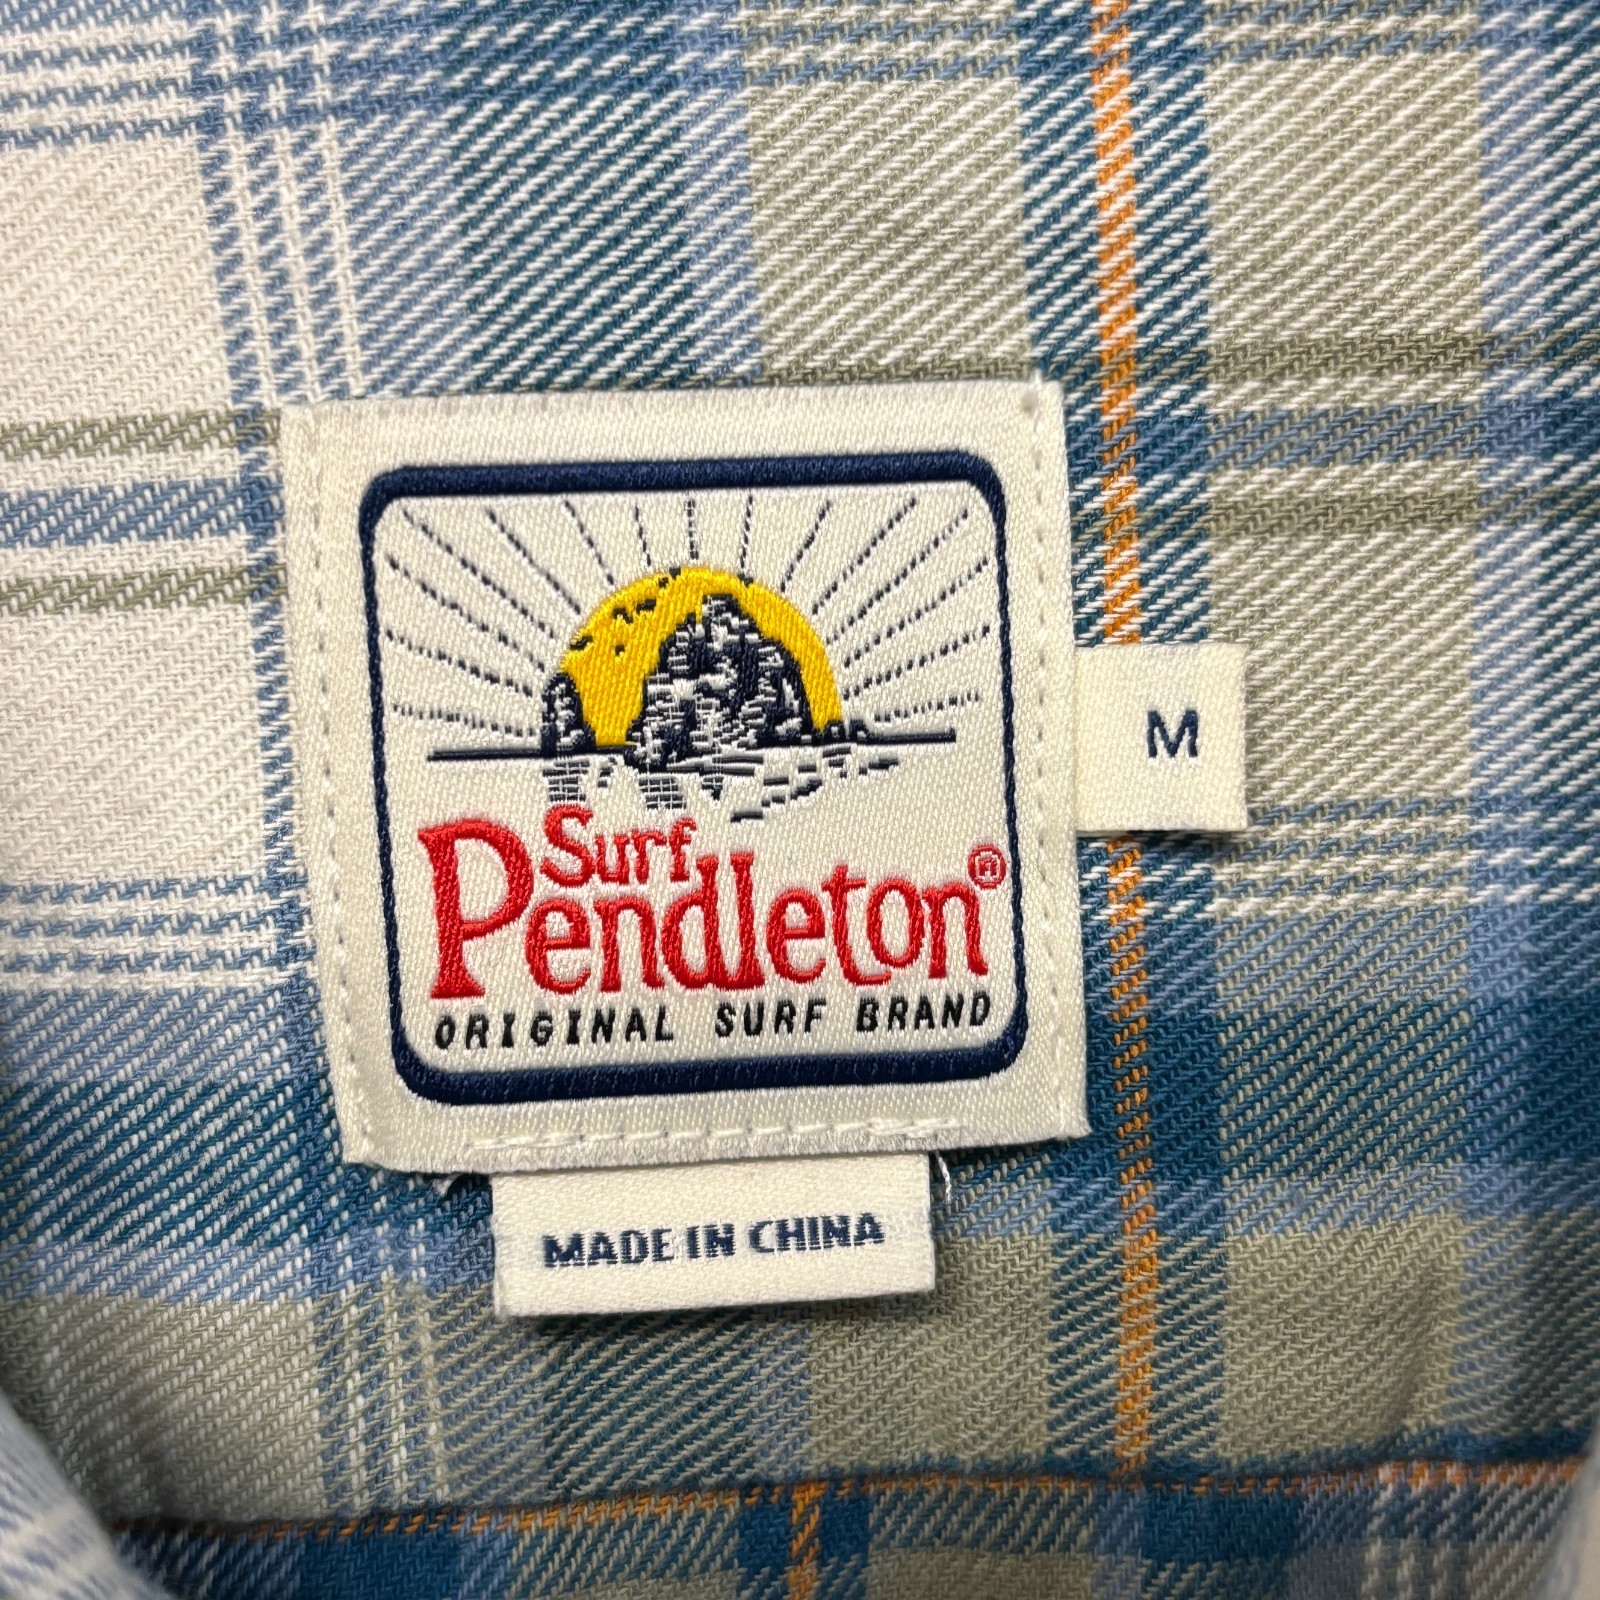 Surf
Pendleton®
ORIGINAL SURF BRAND
M
MADE IN CHINA